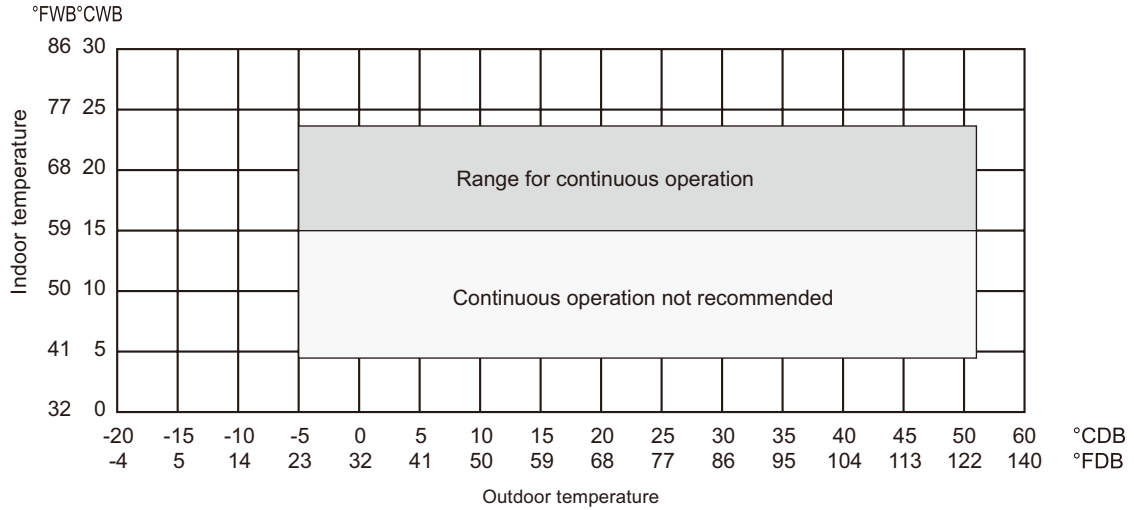 °FWB°CWB
86 30
77 25
68 20
59 15
50 10
41 5
32 0
Indoor temperature
Range for continuous operation
Continuous operation not recommended
-20 -15 -10 -5 0 5 10 15 20 25 30 35 40 45 50 60 °CDB
-4 5 14 23 32 41 50 59 68 77 86 95 104 113 122 140 °FDB
Outdoor temperature